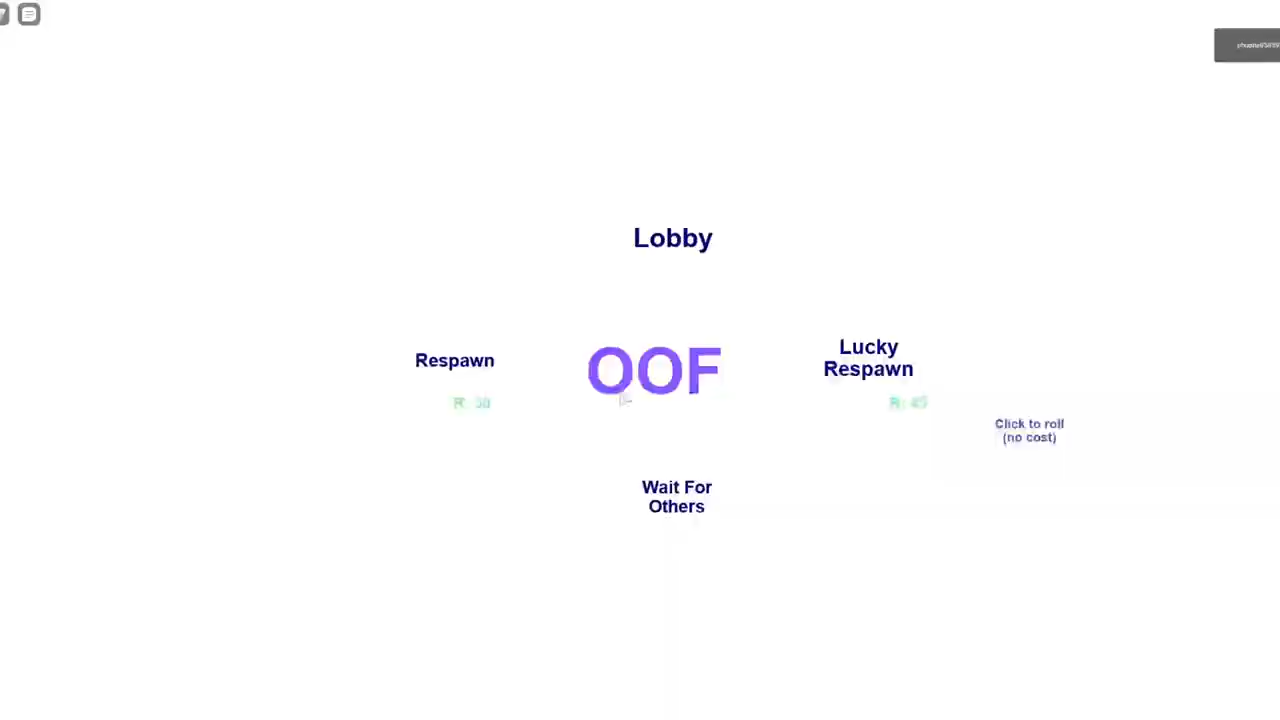 Lobby
Respawn
OOF
Lucky
Respawn
Click to roll
(no cost)
Wait For
Others